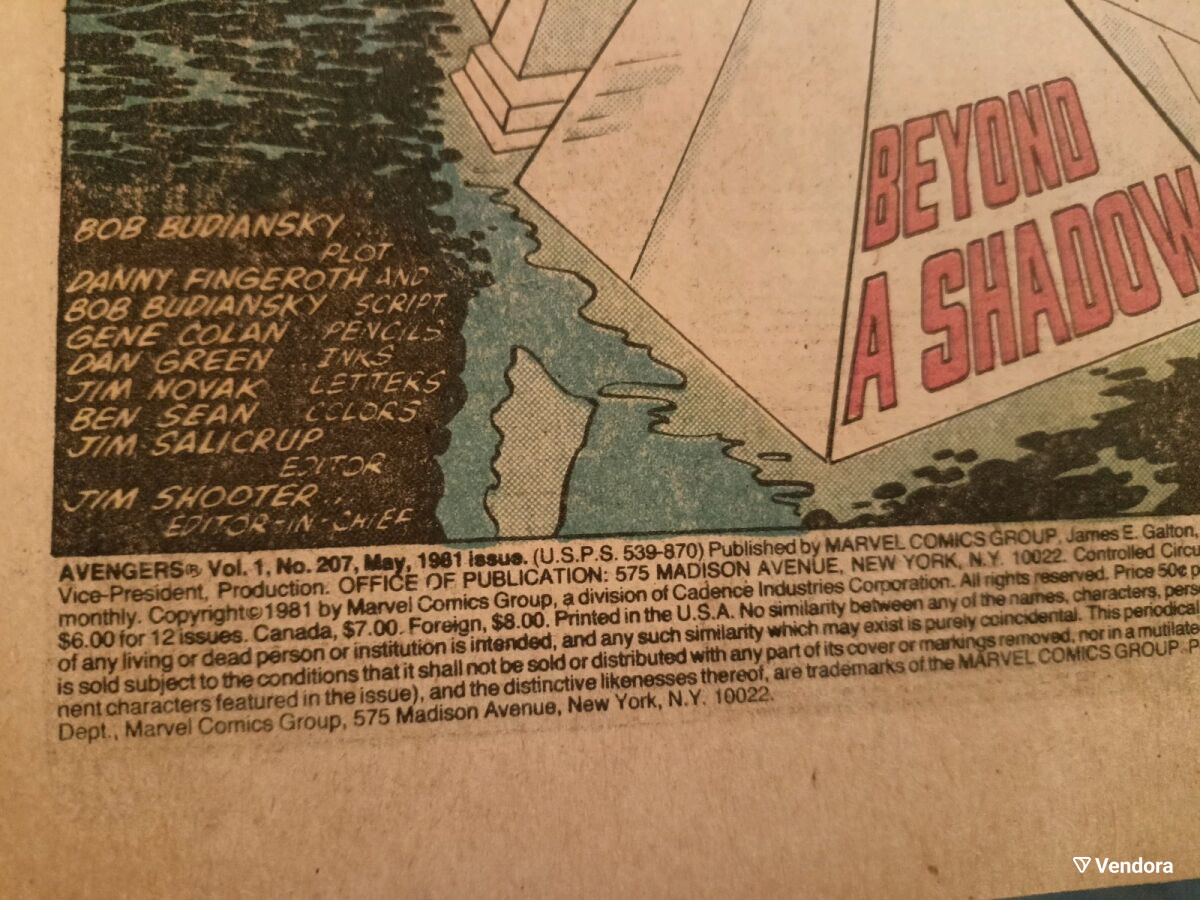 BEYOND
A SHADOW
BOB BUDIANSKY
PLOT
DANNY FINGEROTH AND
BOB BUDIANSKY SCRIPT
GENE COLAN PENCILS
DAN GREEN INKS
JIM NOVAK LETTERS
BEN SEAN COLORS
JIM SALICRUP
EDITOR
JIM SHOOTER..
EDITOR-IN-CHIEF
AVENGERS® Vol. 1, No. 207, May, 1981 issue. (U.S.P.S. 539-870) Published by MARVEL COMICS GROUP, James E. Galton,
Vice-President, Production. OFFICE OF PUBLICATION: 575 MADISON AVENUE, NEW YORK, N.Y. 10022. Controlled Circu
monthly. Copyright © 1981 by Marvel Comics Group, a division of Cadence Industries Corporation. All rights reserved. Price 50¢ p
$6.00 for 12 issues. Canada, $7.00. Foreign, $8.00. Printed in the U.S.A. No similarity between any of the names, characters, pers
of any living or dead person or institution is intended, and any such similarity which may exist is purely coincidental. This periodical
is sold subject to the conditions that it shall not be sold or distributed with any part of its cover or markings removed, nor in a mutilate
nent characters featured in the issue), and the distinctive likenesses thereof, are trademarks of the MARVEL COMICS GROUP. P
Dept., Marvel Comics Group, 575 Madison Avenue, New York, N.Y. 10022.
Vendora